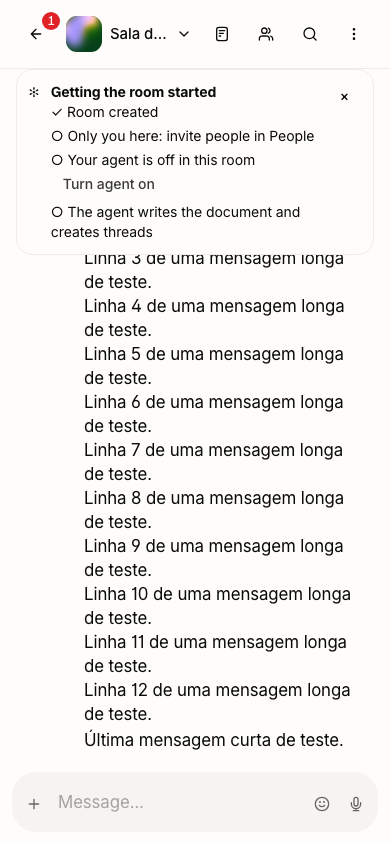 1
Sala d...
Getting the room started
✓ Room created
○ Only you here: invite people in People
○ Your agent is off in this room
Turn agent on
○ The agent writes the document and
creates threads
Linha 3 de uma mensagem longa
de teste.
Linha 4 de uma mensagem longa
de teste.
Linha 5 de uma mensagem longa
de teste.
Linha 6 de uma mensagem longa
de teste.
Linha 7 de uma mensagem longa
de teste.
Linha 8 de uma mensagem longa
de teste.
Linha 9 de uma mensagem longa
de teste.
Linha 10 de uma mensagem longa
de teste.
Linha 11 de uma mensagem longa
de teste.
Linha 12 de uma mensagem longa
de teste.
Última mensagem curta de teste.
Message...